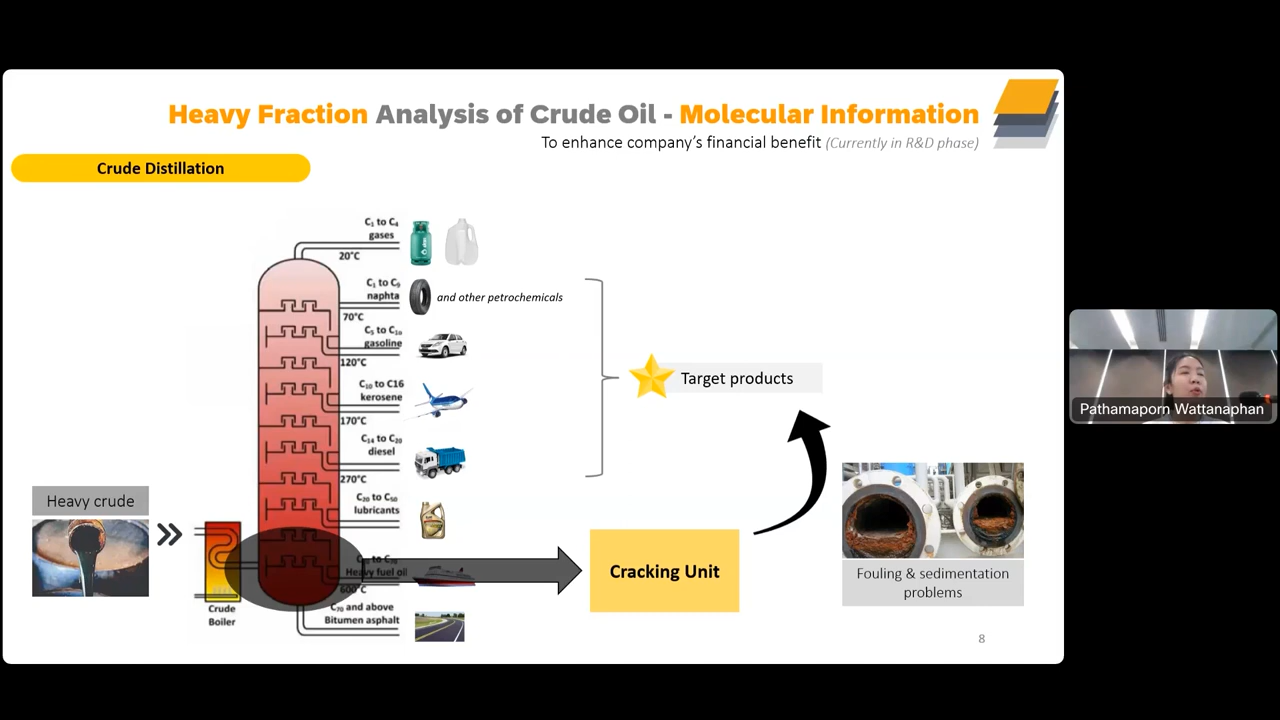 Heavy Fraction Analysis of Crude Oil - Molecular Information
To enhance company's financial benefit (Currently in R&D phase)
Crude Distillation
C₁ to C₄
gases
20°C
C₁ to C₉
naphta
and other petrochemicals
70°C
C₅ to C₁₀
gasoline
120°C
C₁₀ to C16
kerosene
170°C
C₁₄ to C₂₀
diesel
270°C
C₂₀ to C₅₀
lubricants
Heavy fuel oil
600°C
C₇₀ and above
Bitumen asphalt
Target products
Heavy crude
Crude
Boiler
Cracking Unit
Fouling & sedimentation
problems
8
Pathamaporn Wattanaphan